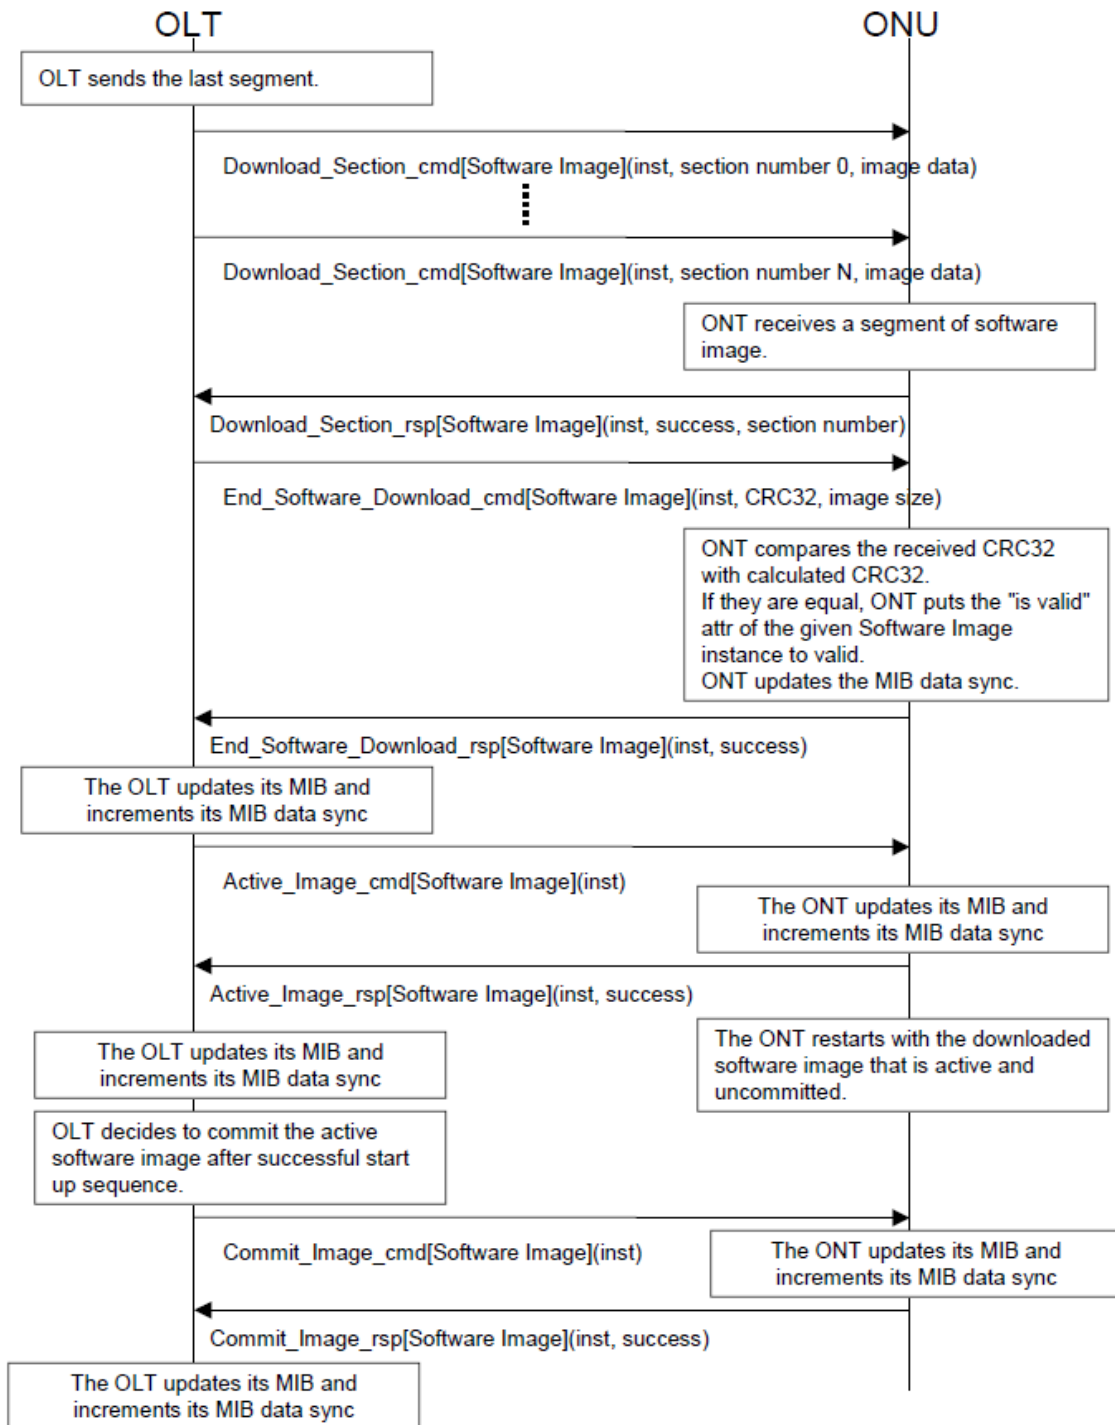 OLT
ONU
OLT sends the last segment.
Download_Section_cmd[Software Image](inst, section number 0, image data)
Download_Section_cmd[Software Image](inst, section number N, image data)
ONT receives a segment of software
image.
Download_Section_rsp[Software Image](inst, success, section number)
End_Software_Download_cmd[Software Image](inst, CRC32, image size)
ONT compares the received CRC32
with calculated CRC32.
If they are equal, ONT puts the "is valid"
attr of the given Software Image
instance to valid.
ONT updates the MIB data sync.
End_Software_Download_rsp[Software Image](inst, success)
The OLT updates its MIB and
increments its MIB data sync
Active_Image_cmd[Software Image](inst)
The ONT updates its MIB and
increments its MIB data sync
Active_Image_rsp[Software Image](inst, success)
The OLT updates its MIB and
increments its MIB data sync
The ONT restarts with the downloaded
software image that is active and
uncommitted.
OLT decides to commit the active
software image after successful start
up sequence.
Commit_Image_cmd[Software Image](inst)
The ONT updates its MIB and
increments its MIB data sync
Commit_Image_rsp[Software Image](inst, success)
The OLT updates its MIB and
increments its MIB data sync